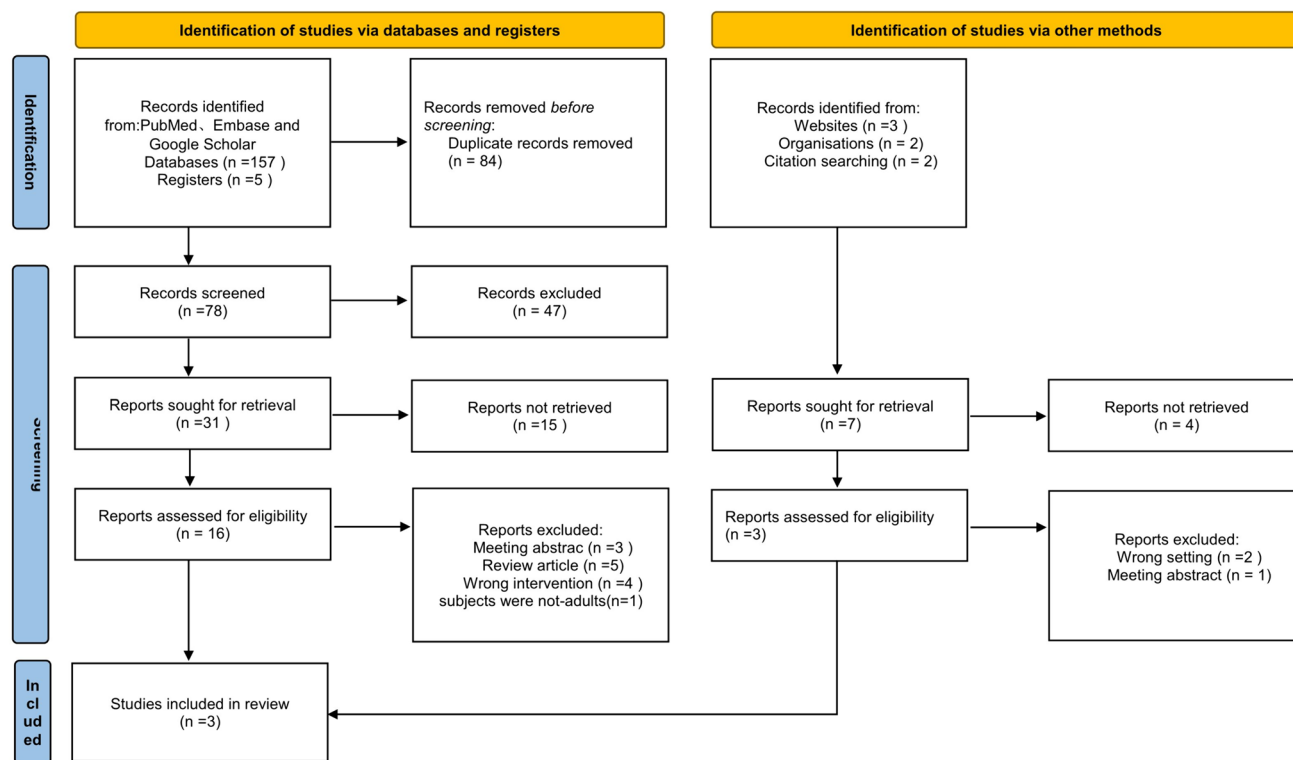 Identification of studies via databases and registers
Identification of studies via other methods
Identification
Records identified
from:PubMed、Embase and
Google Scholar
Databases (n =157 )
Registers (n =5 )
Records removed before
screening:
Duplicate records removed
(n = 84)
Records identified from:
Websites (n =3 )
Organisations (n = 2)
Citation searching (n = 2)
Screening
Records screened
(n =78)
Records excluded
(n = 47)
Reports sought for retrieval
(n =31 )
Reports not retrieved
(n =15 )
Reports sought for retrieval
(n =7)
Reports not retrieved
(n = 4)
Reports assessed for eligibility
(n = 16)
Reports excluded:
Meeting abstrac (n =3 )
Review article (n =5)
Wrong intervention (n =4 )
subjects were not-adults(n=1)
Reports assessed for eligibility
(n =3)
Reports excluded:
Wrong setting (n =2 )
Meeting abstract (n = 1)
In
cl
ud
ed
Studies included in review
(n =3)